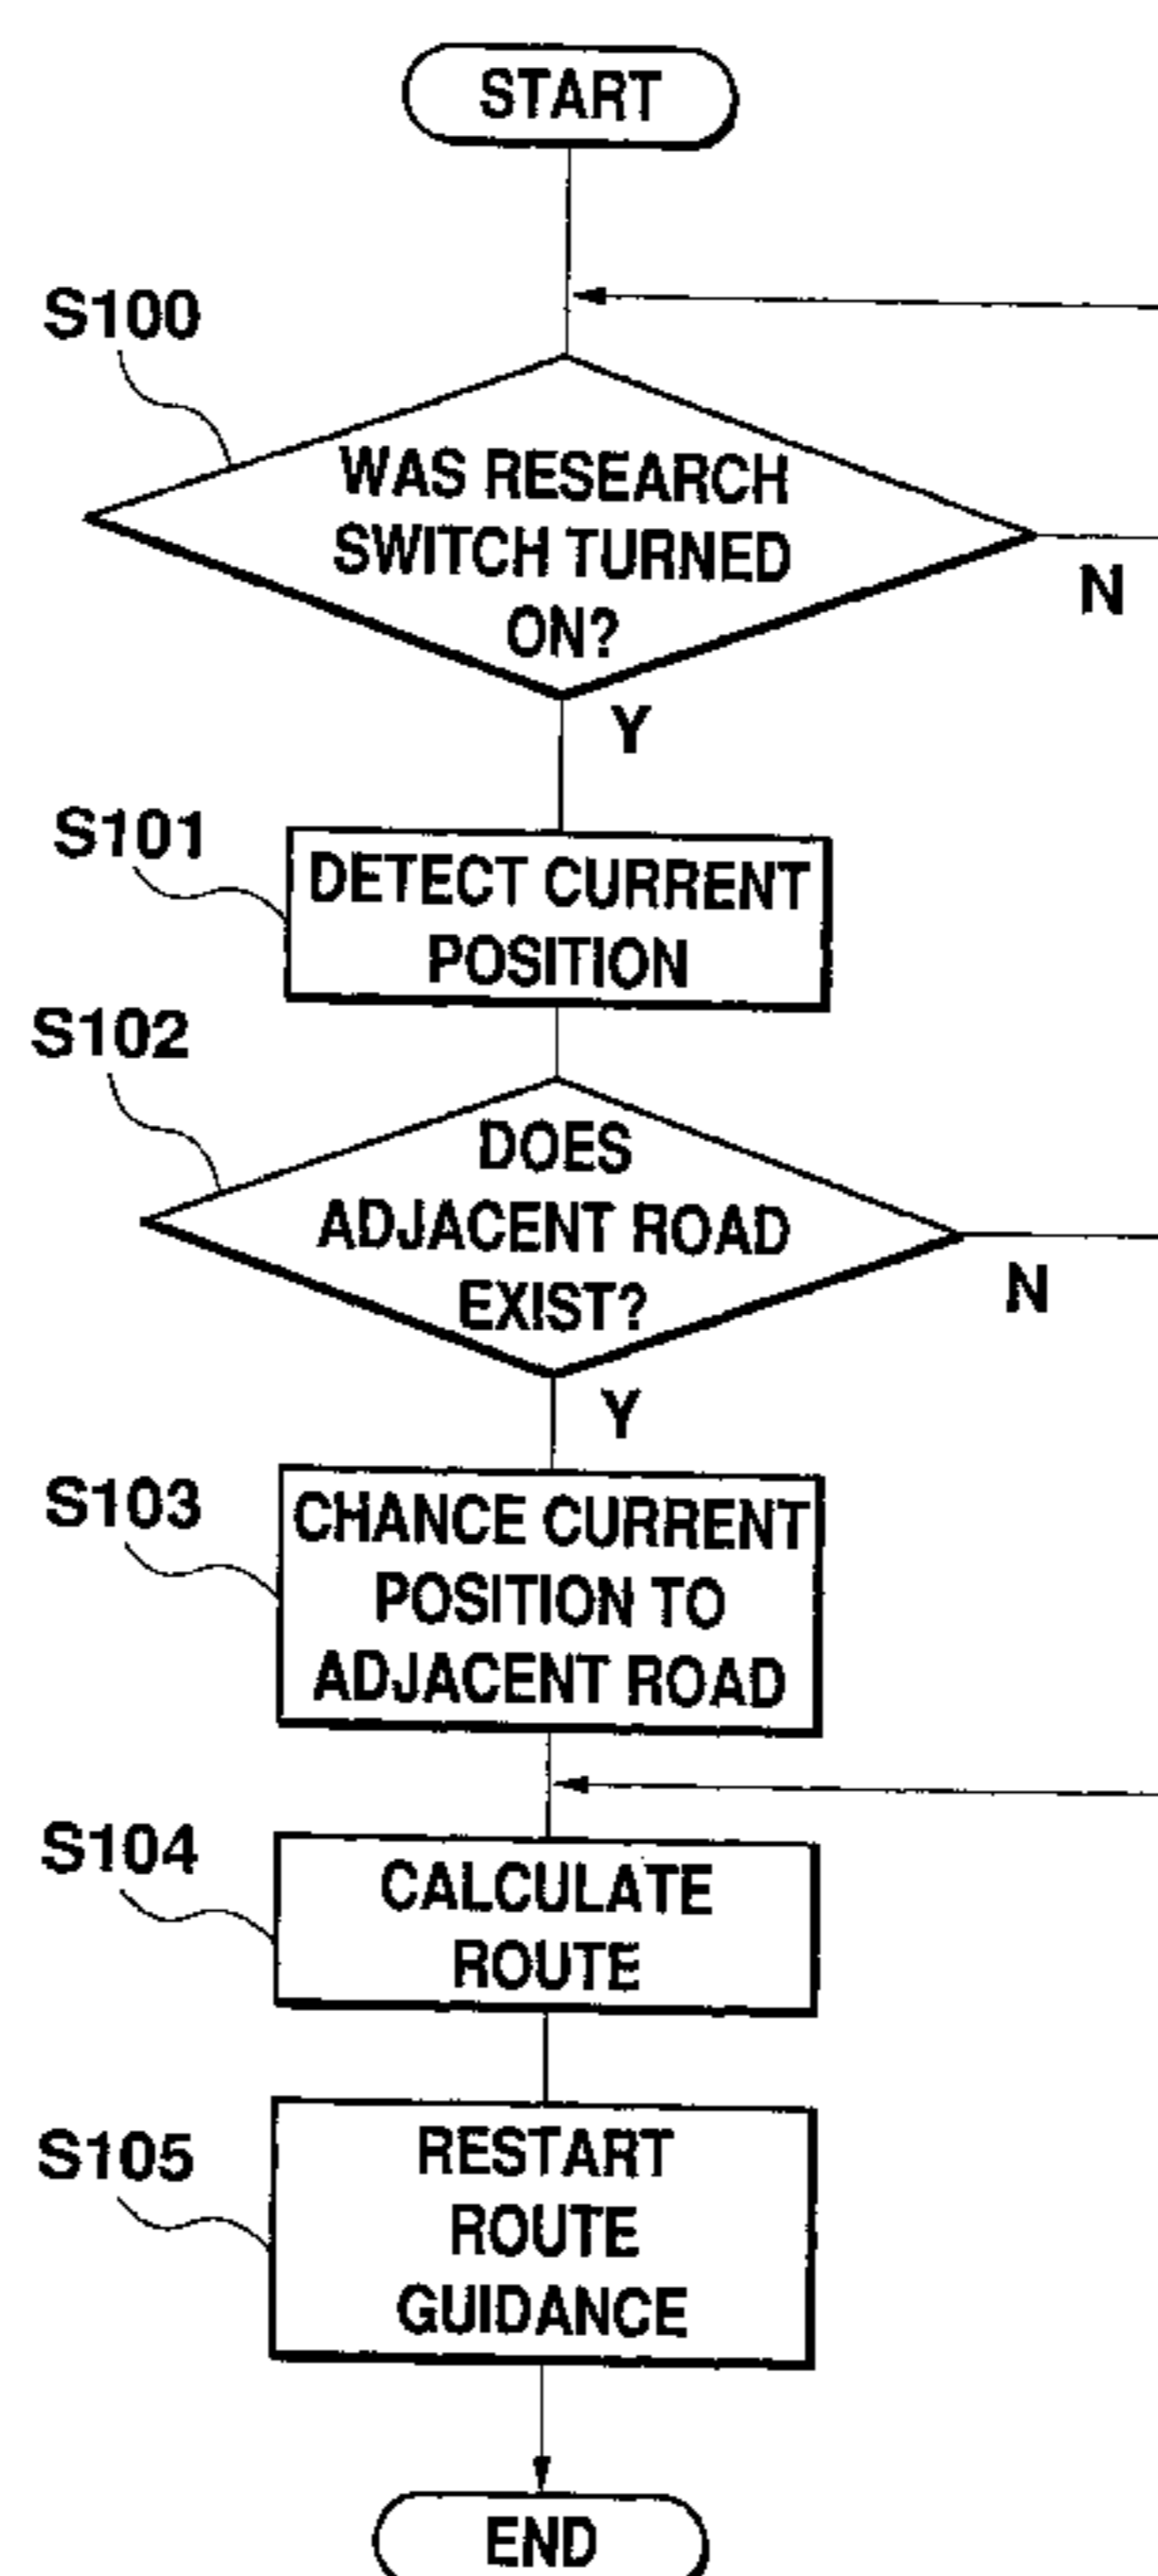 START
S100
WAS RESEARCH
SWITCH TURNED
ON?
N
Y
S101
DETECT CURRENT
POSITION
S102
DOES
ADJACENT ROAD
EXIST?
N
Y
S103
CHANCE CURRENT
POSITION TO
ADJACENT ROAD
S104
CALCULATE
ROUTE
S105
RESTART
ROUTE
GUIDANCE
END